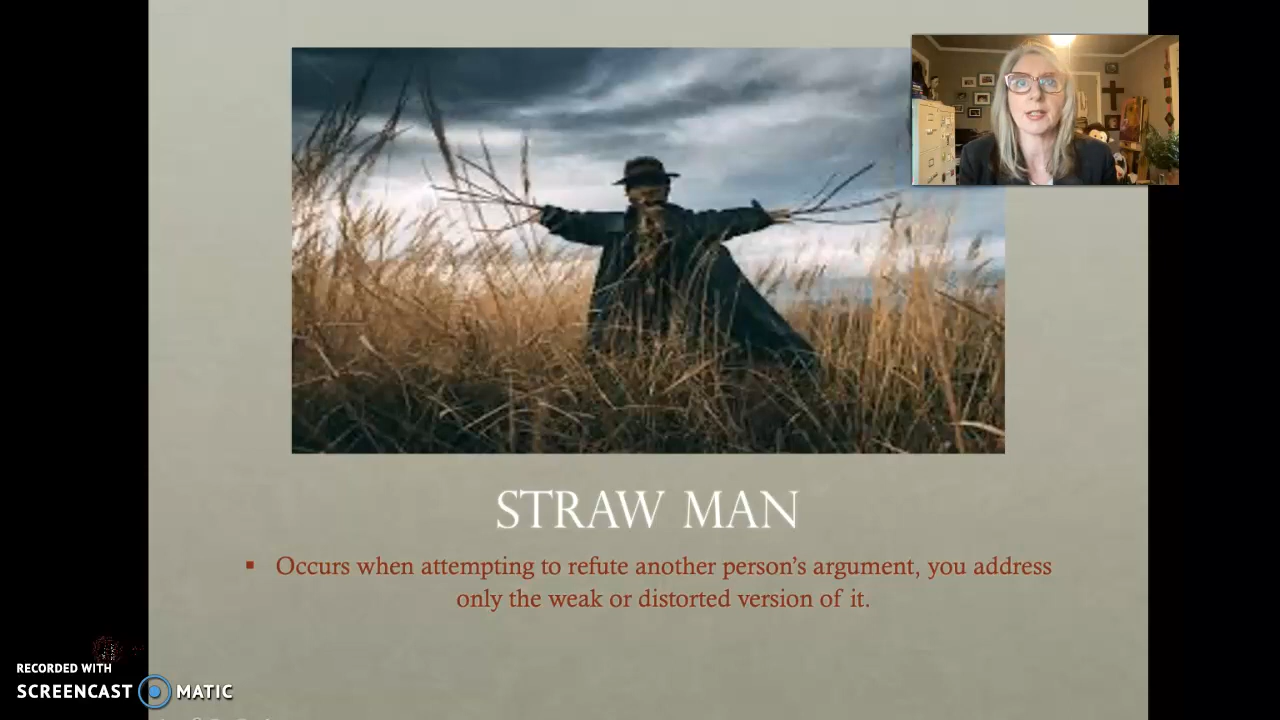 STRAW MAN
▪ Occurs when attempting to refute another person's argument, you address
only the weak or distorted version of it.
RECORDED WITH
SCREENCAST MATIC